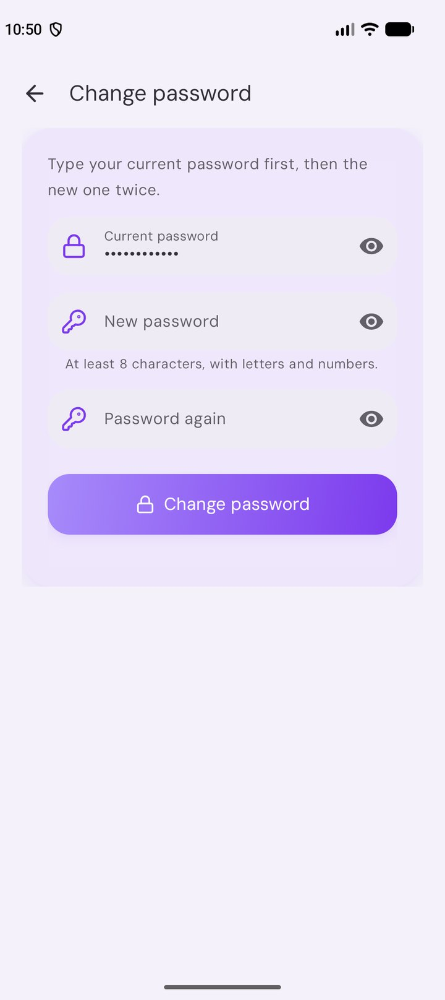 10:50
Change password
Type your current password first, then the
new one twice.
Current password
••••••••••••
New password
At least 8 characters, with letters and numbers.
Password again
Change password